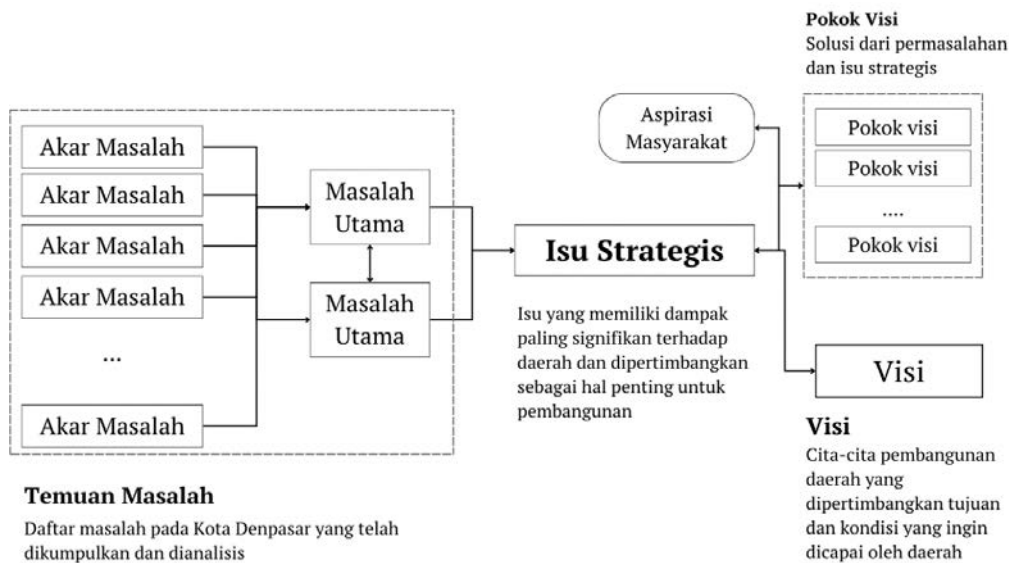 Pokok Visi
Solusi dari permasalahan
dan isu strategis
Akar Masalah
Akar Masalah
Akar Masalah
Akar Masalah
...
Akar Masalah
Masalah
Utama
Masalah
Utama
Temuan Masalah
Daftar masalah pada Kota Denpasar yang telah
dikumpulkan dan dianalisis
Isu Strategis
Isu yang memiliki dampak
paling signifikan terhadap
daerah dan dipertimbangkan
sebagai hal penting untuk
pembangunan
Aspirasi
Masyarakat
Pokok visi
Pokok visi
....
Pokok visi
Visi
Visi
Cita-cita pembangunan
daerah yang
dipertimbangkan tujuan
dan kondisi yang ingin
dicapai oleh daerah